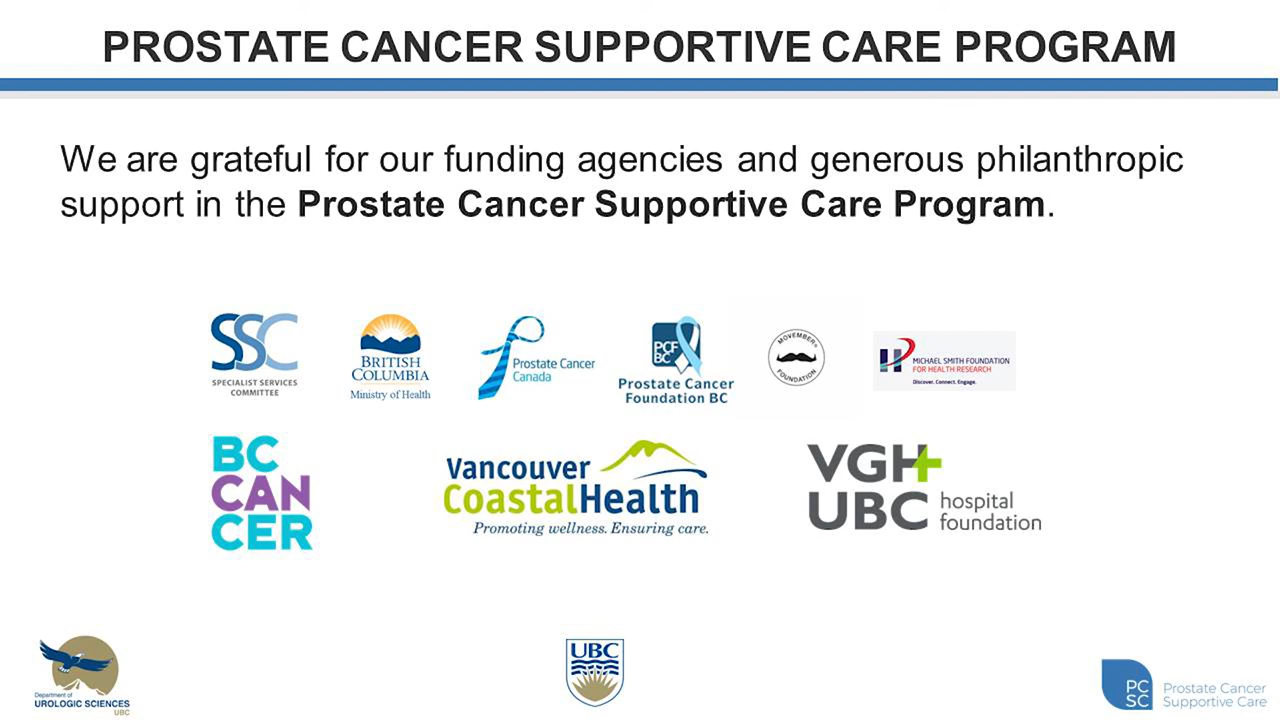 PROSTATE CANCER SUPPORTIVE CARE PROGRAM
We are grateful for our funding agencies and generous philanthropic
support in the Prostate Cancer Supportive Care Program.
SSC
SPECIALIST SERVICES
COMMITTEE
BRITISH
COLUMBIA
Ministry of Health
Prostate Cancer
Canada
PCF
BC
Prostate Cancer
Foundation BC
MOVEMBER®
FOUNDATION
MICHAEL SMITH FOUNDATION
FOR HEALTH RESEARCH
Discover. Connect. Engage.
BC
CAN
CER
Vancouver
CoastalHealth
Promoting wellness. Ensuring care.
VGH+
UBC hospital
foundation
Department of
UROLOGIC SCIENCES
UBC
UBC
PC
SC
Prostate Cancer
Supportive Care